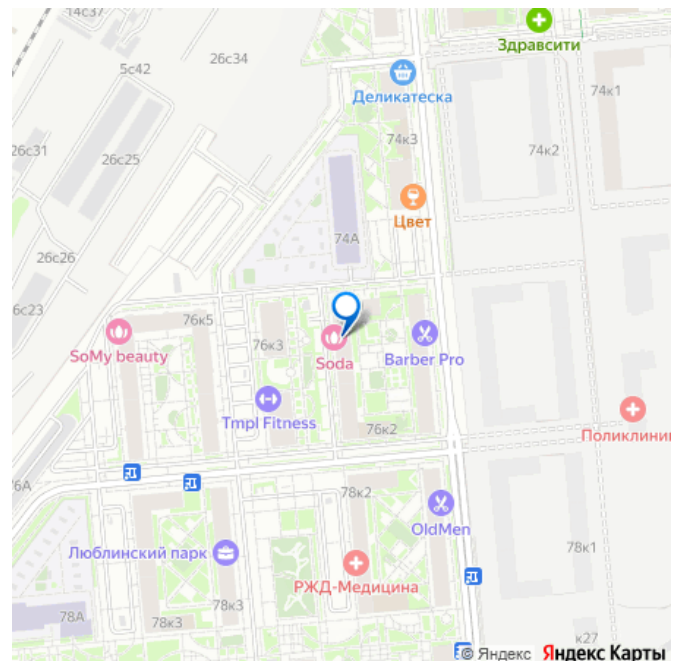 14с37
Здравсити
26с34
5с42
Деликатеска
74к1
26с31
26с25
74к3
74к2
Цвет
74А
26с26
6с23
76к5
SoMy beauty
76к3
Soda
Barber Pro
Tmpl Fitness
76к2
Поликлини
76А
78к2
OldMen
Люблинский парк
78к1
РЖД-Медицина
78А
78к3
78к3
к27
© Яндекс Яндекс Карты